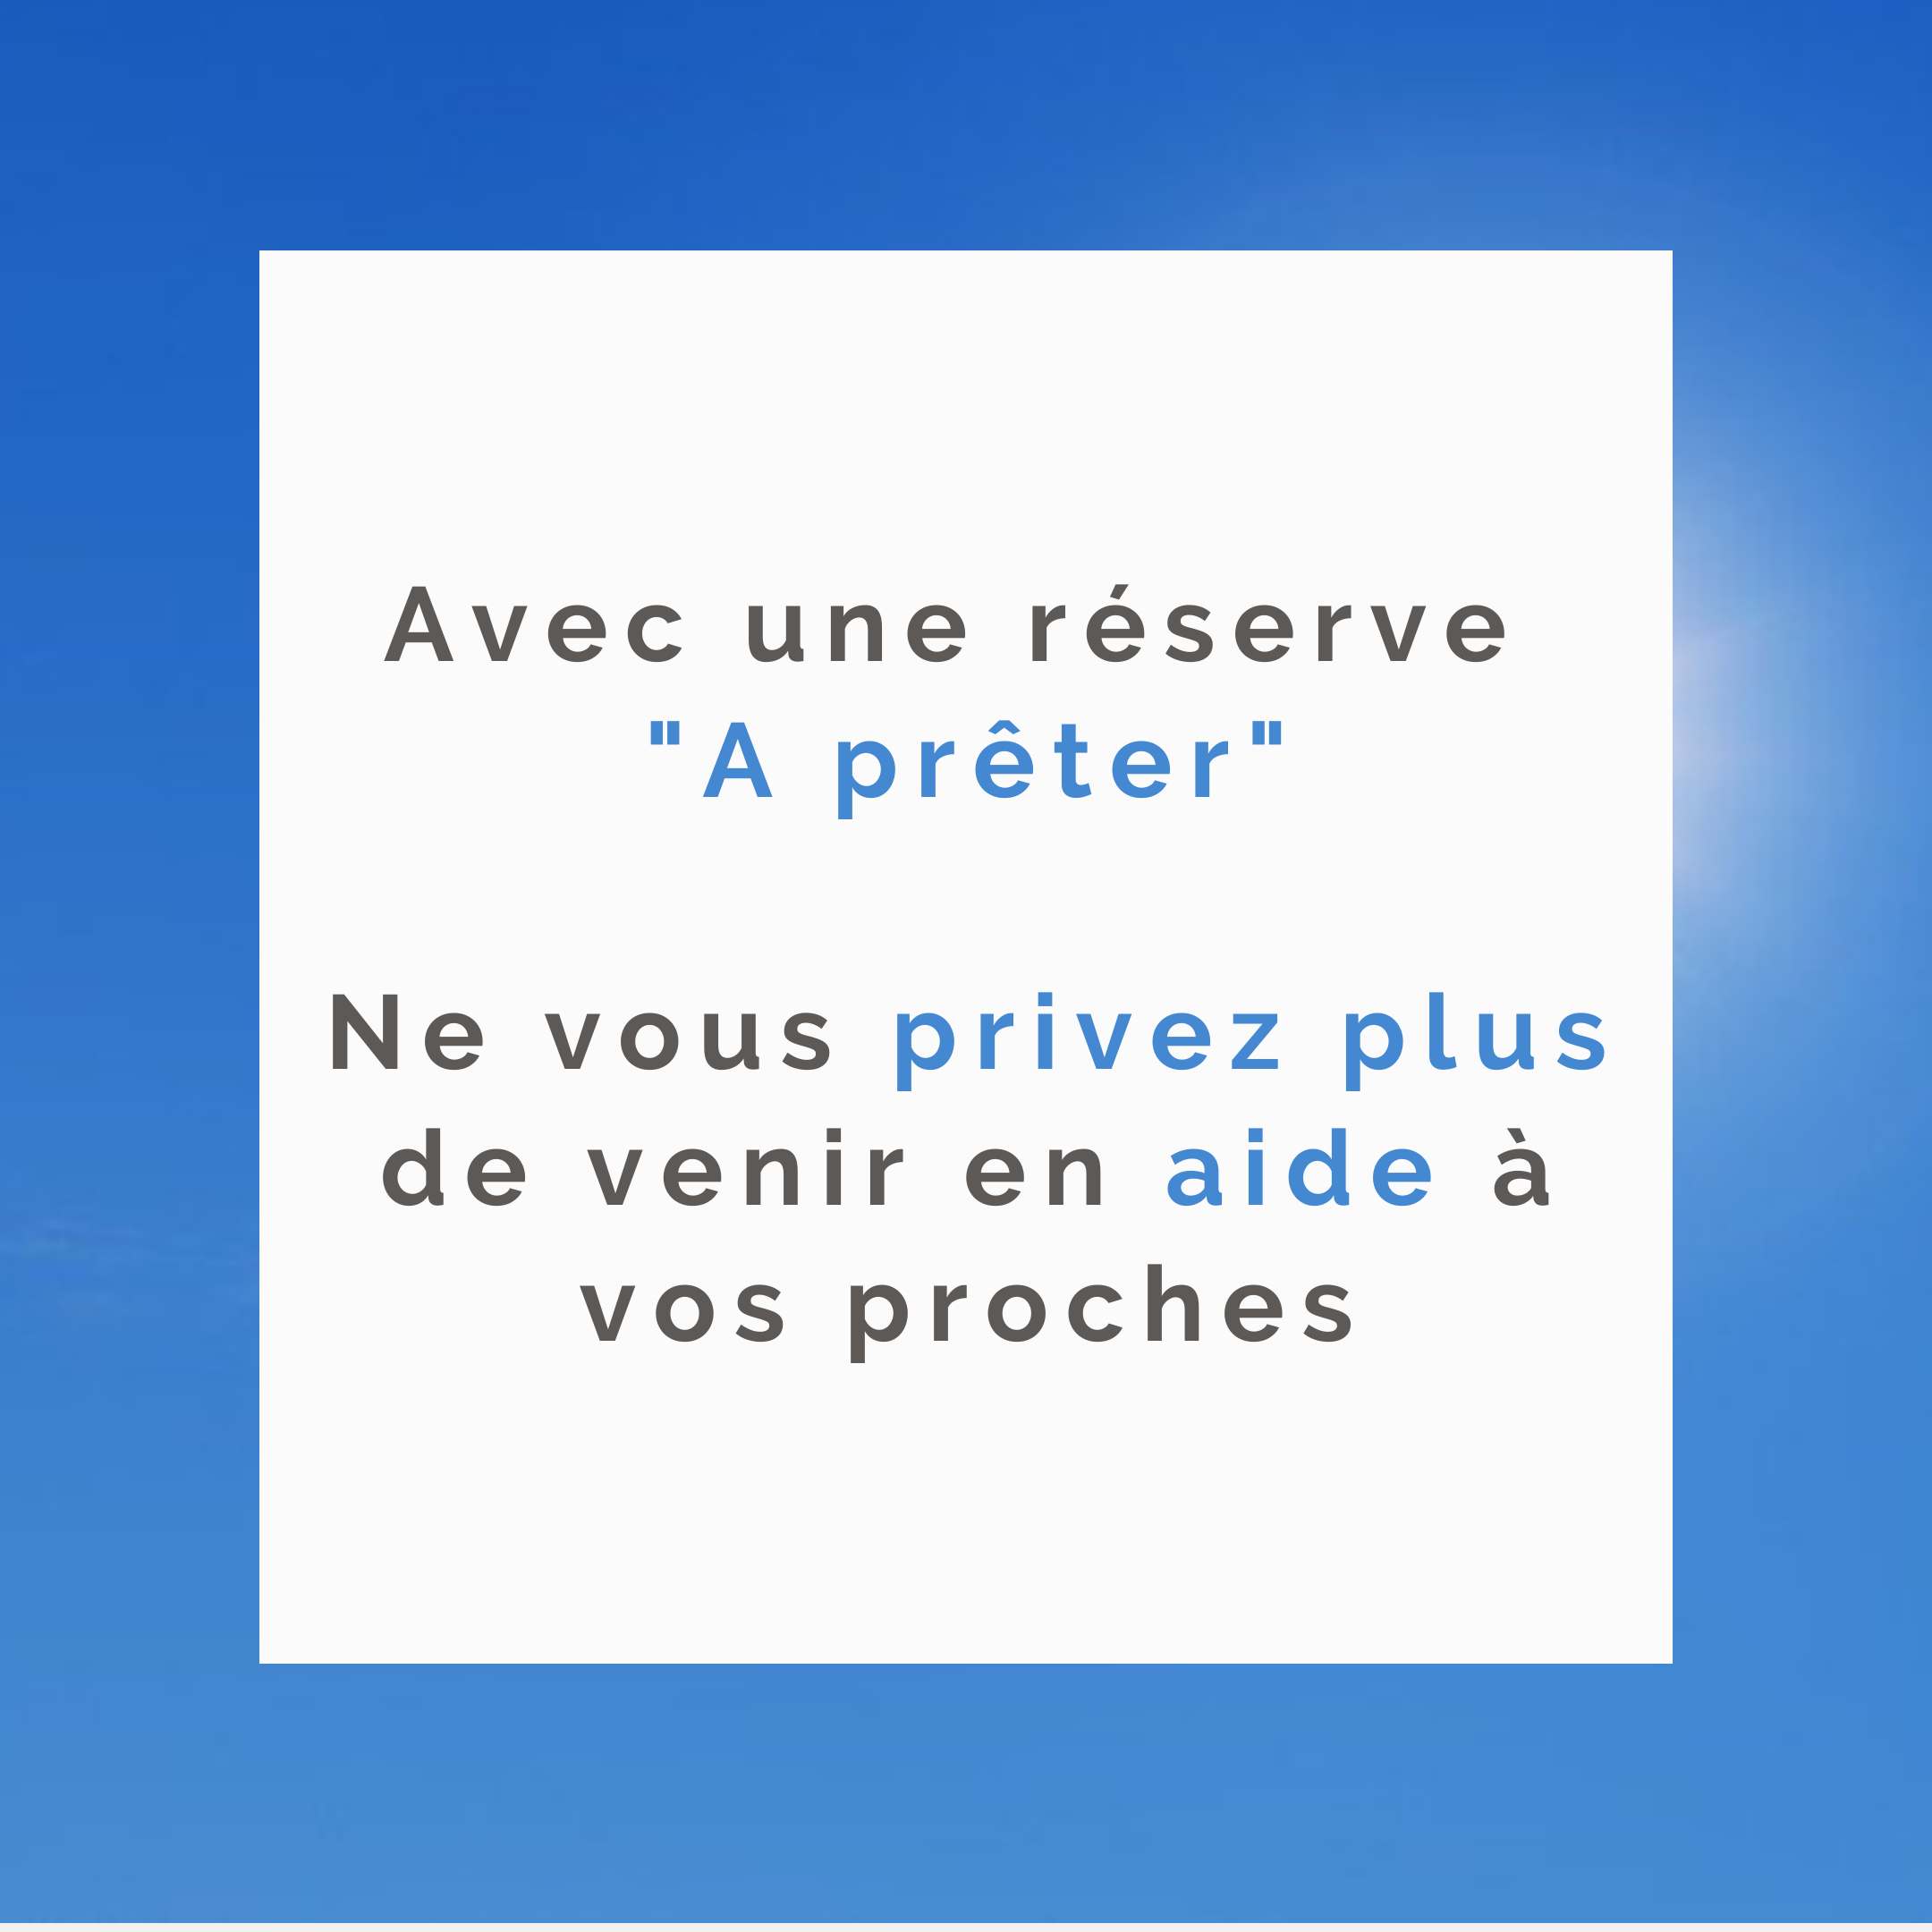 Avec une réserve
"A prêter"
Ne vous privez plus
de venir en aide à
vos proches